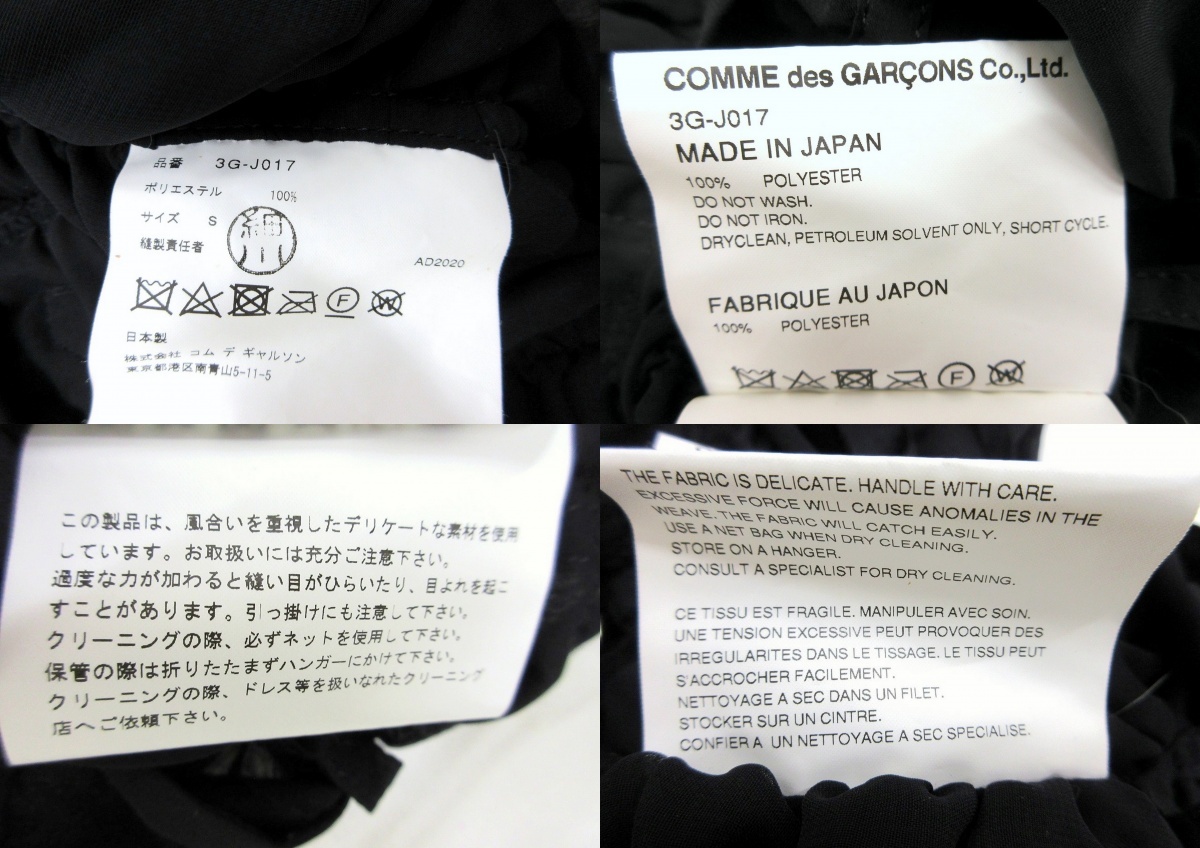 品番 3G-J017
ポリエステル 100%
サイズ S
縫製責任者 細川
AD2020
F W
日本製
株式会社 コム デ ギャルソン
東京都港区南青山5-11-5
COMME des GARÇONS Co.,Ltd.
3G-J017
MADE IN JAPAN
100% POLYESTER
DO NOT WASH.
DO NOT IRON.
DRYCLEAN, PETROLEUM SOLVENT ONLY, SHORT CYCLE.
FABRIQUE AU JAPON
100% POLYESTER
F W
この製品は、風合いを重視したデリケートな素材を使用
しています。お取扱いには充分ご注意下さい。
過度な力が加わると縫い目がひらいたり、目よれを起こ
すことがあります。引っ掛けにも注意して下さい。
クリーニングの際、必ずネットを使用して下さい。
保管の際は折りたたまずハンガーにかけて下さい。
クリーニングの際、ドレス等を扱いなれたクリーニング
店へご依頼下さい。
THE FABRIC IS DELICATE. HANDLE WITH CARE.
EXCESSIVE FORCE WILL CAUSE ANOMALIES IN THE
WEAVE. THE FABRIC WILL CATCH EASILY.
USE A NET BAG WHEN DRY CLEANING.
STORE ON A HANGER.
CONSULT A SPECIALIST FOR DRY CLEANING.
CE TISSU EST FRAGILE. MANIPULER AVEC SOIN.
UNE TENSION EXCESSIVE PEUT PROVOQUER DES
IRREGULARITES DANS LE TISSAGE. LE TISSU PEUT
S'ACCROCHER FACILEMENT.
NETTOYAGE A SEC DANS UN FILET.
STOCKER SUR UN CINTRE.
CONFIER A UN NETTOYAGE A SEC SPECIALISE.